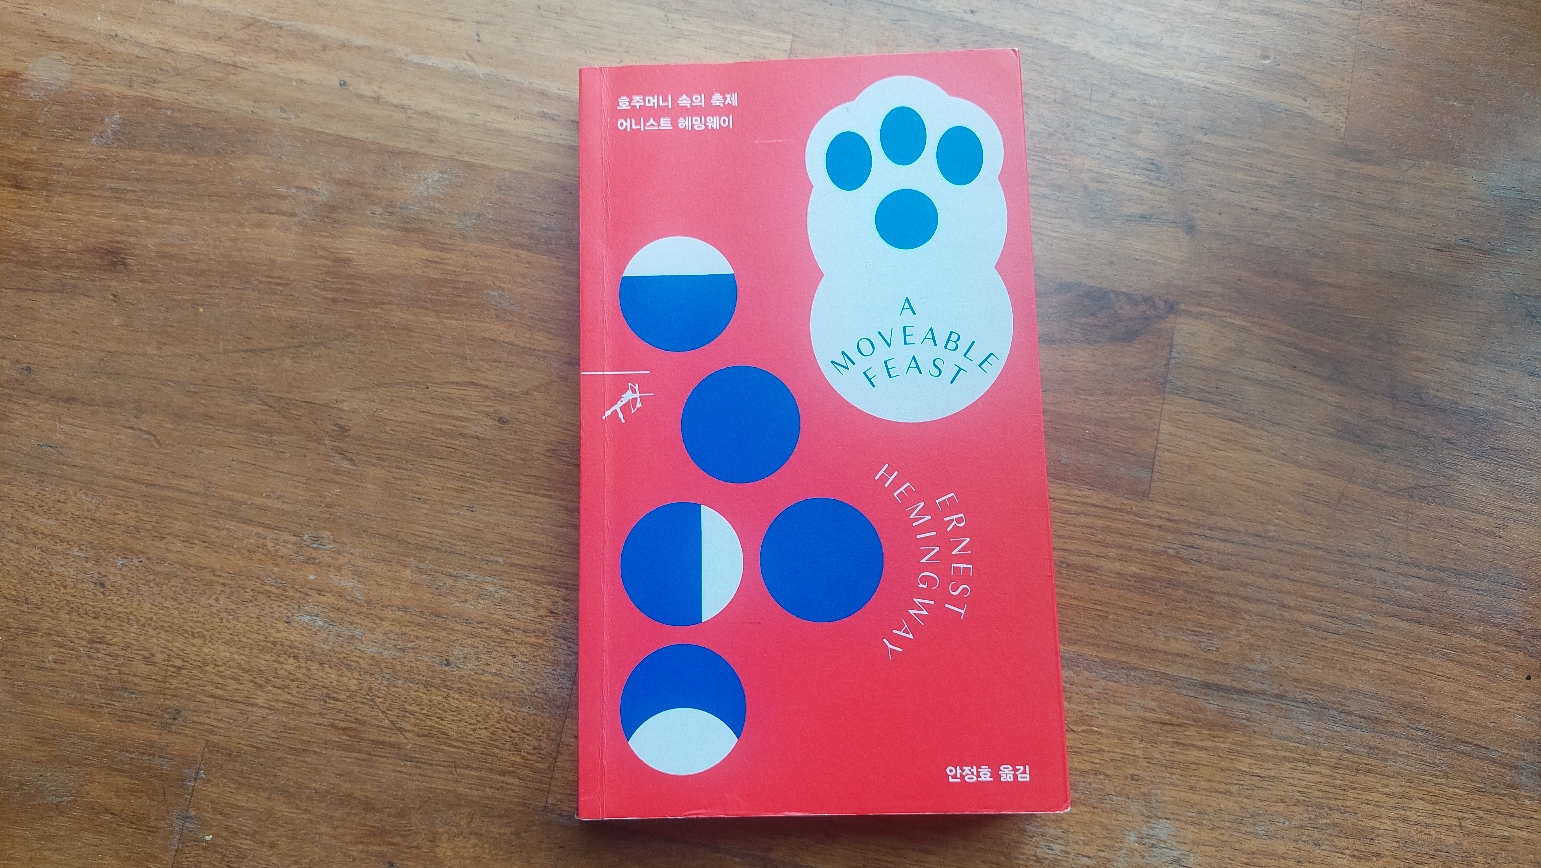 호주머니 속의 축제
어니스트 헤밍웨이
A
MOVEABLE
FEAST
ERNEST
HEMINGWAY
안정효 옮김